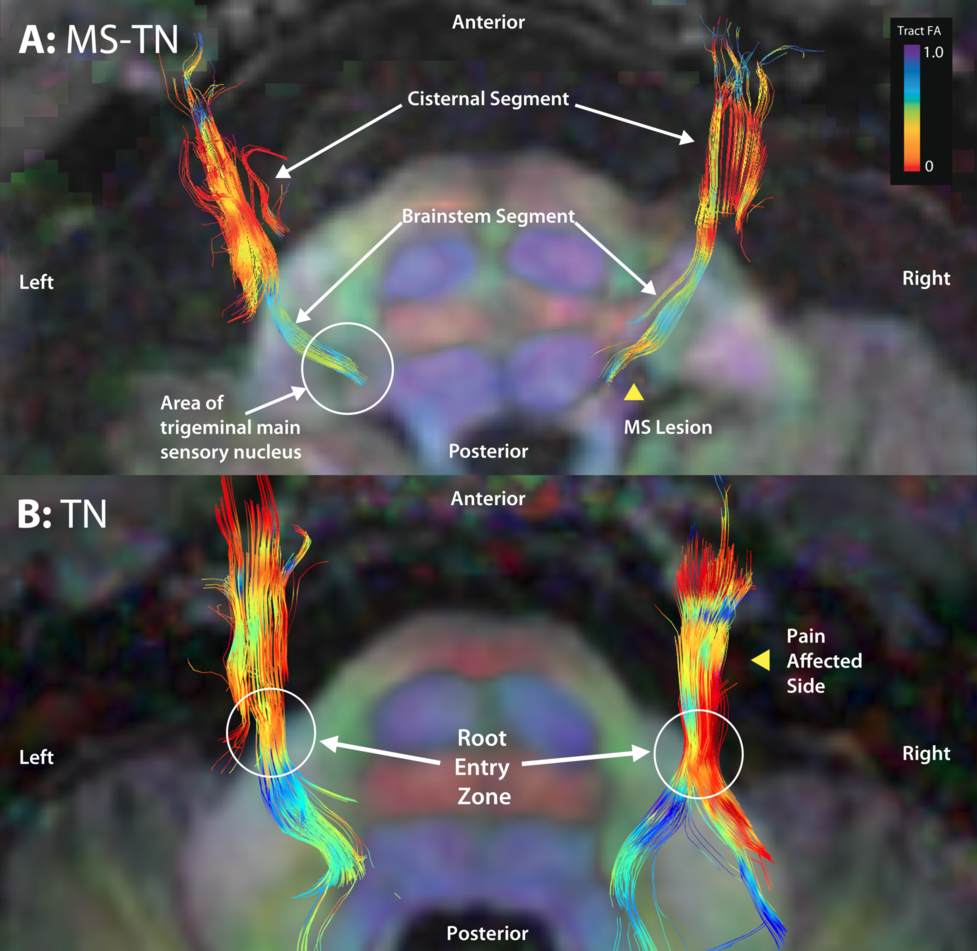 A: MS-TN
Anterior
Tract FA
1.0
0
Cisternal Segment
Brainstem Segment
Left
Right
Area of
trigeminal main
sensory nucleus
MS Lesion
Posterior
B: TN
Anterior
Pain
Affected
Side
Left
Root
Entry
Zone
Right
Posterior